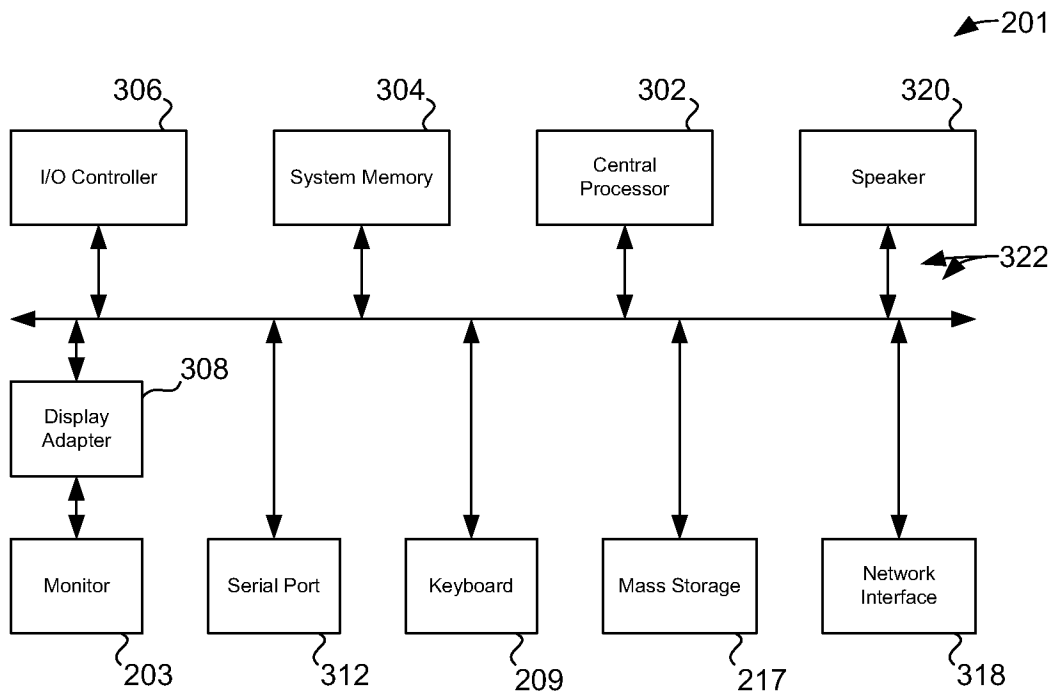 201
306
304
302
320
I/O Controller
System Memory
Central
Processor
Speaker
322
308
Display
Adapter
Monitor
Serial Port
Keyboard
Mass Storage
Network
Interface
203
312
209
217
318